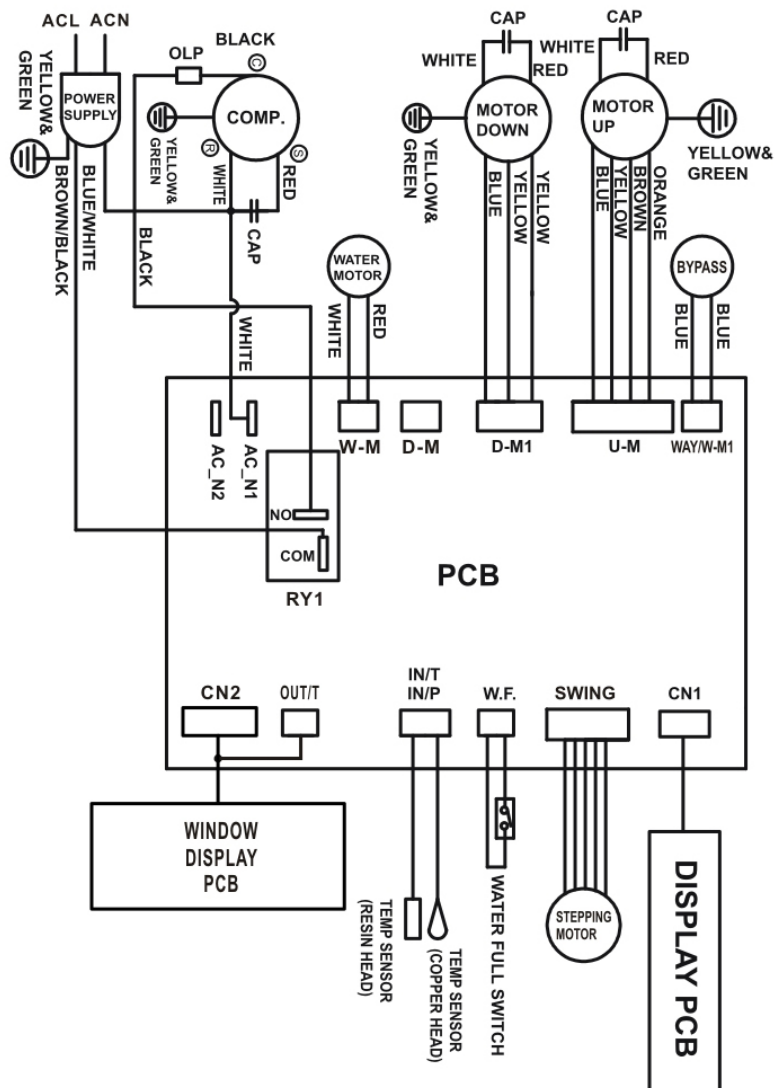 ACL ACN
OLP
BLACK
C
YELLOW&
GREEN
POWER
SUPPLY
COMP.
R
S
YELLOW&
GREEN
WHITE
RED
CAP
BROWN/BLACK
BLUE/WHITE
BLACK
WHITE
CAP
WHITE
RED
MOTOR
DOWN
YELLOW&
GREEN
BLUE
YELLOW
YELLOW
CAP
WHITE
RED
MOTOR
UP
YELLOW&
GREEN
BLUE
YELLOW
BROWN
ORANGE
WATER
MOTOR
WHITE
RED
BYPASS
BLUE
BLUE
AC_N2
AC_N1
W-M
D-M
D-M1
U-M
WAY/W-M1
NO
COM
RY1
PCB
CN2
OUT/T
IN/T
IN/P
W.F.
SWING
CN1
WINDOW
DISPLAY
PCB
TEMP SENSOR
(RESIN HEAD)
TEMP SENSOR
(COPPER HEAD)
WATER FULL SWITCH
STEPPING
MOTOR
DISPLAY PCB